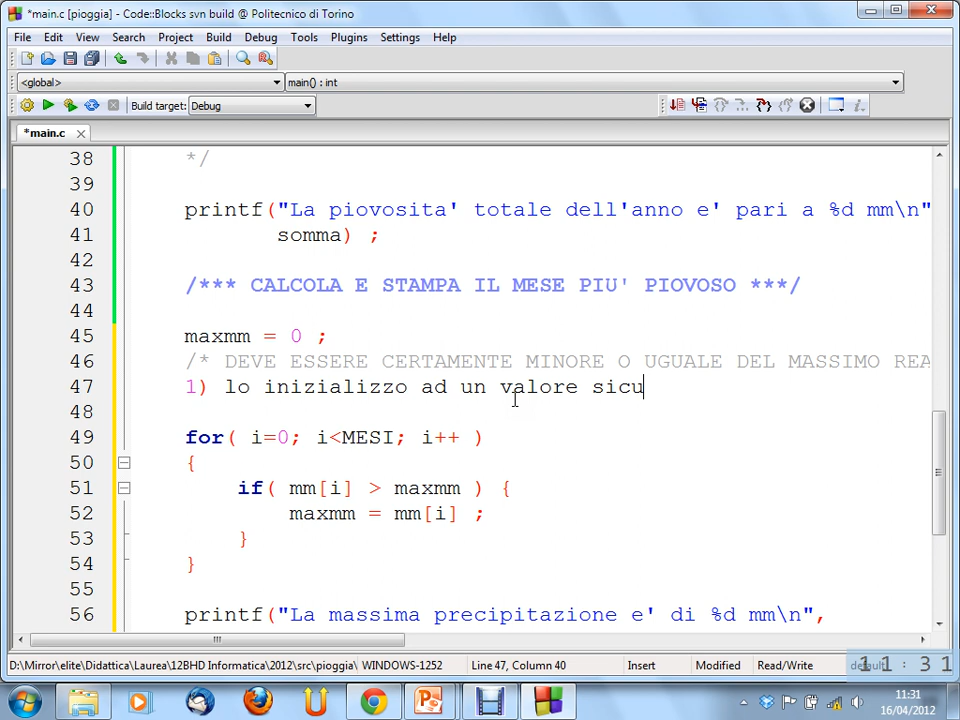 *main.c [pioggia] - Code::Blocks svn build @ Politecnico di Torino
File Edit View Search Project Build Debug Tools Plugins Settings Help
<global> main() : int
Build target: Debug
*main.c
38 */
39
40 printf("La piovosita' totale dell'anno e' pari a %d mm\n"
41 somma) ;
42
43 /*** CALCOLA E STAMPA IL MESE PIU' PIOVOSO ***/
44
45 maxmm = 0 ;
46 /* DEVE ESSERE CERTAMENTE MINORE O UGUALE DEL MASSIMO REA
47 1) lo inizializzo ad un valore sicu
48
49 for( i=0; i<MESI; i++ )
50 {
51 if( mm[i] > maxmm ) {
52 maxmm = mm[i] ;
53 }
54 }
55
56 printf("La massima precipitazione e' di %d mm\n",
D:\Mirror\elite\Didattica\Laurea\12BHD Informatica\2012\src\pioggia\ WINDOWS-1252 Line 47, Column 40 Insert Modified Read/Write default
11:31
11:31
16/04/2012